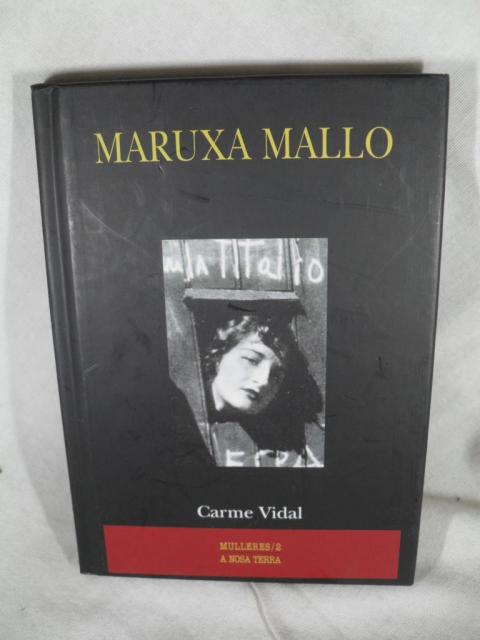 MARUXA MALLO
Carme Vidal
MULLERES/2
A NOSA TERRA